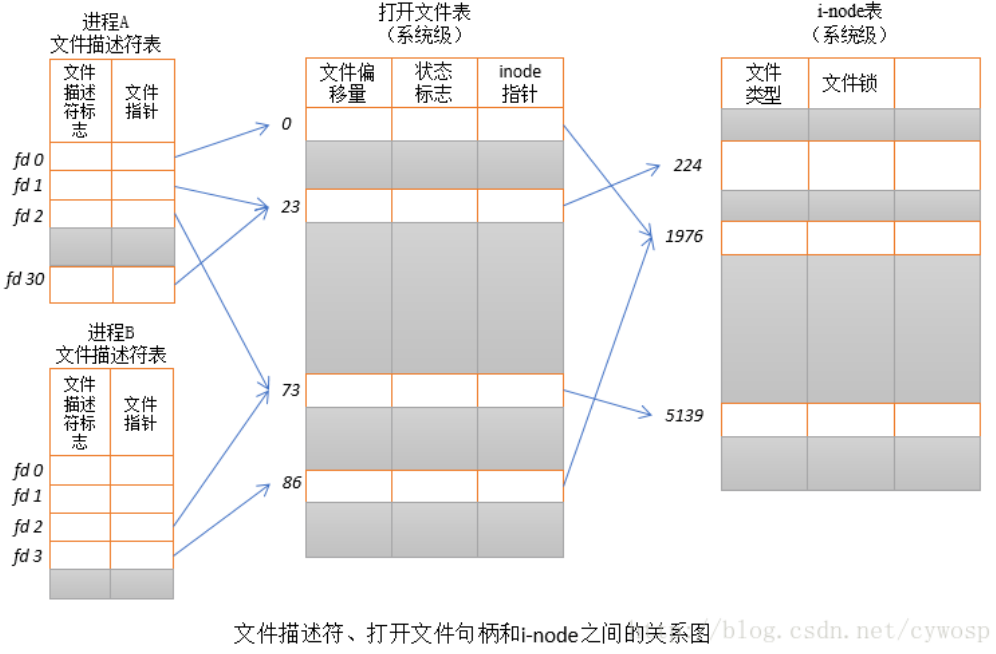 进程A
文件描述符表
文件
描述
符标
志
文件
指针
fd 0
fd 1
fd 2
fd 30
进程B
文件描述符表
文件
描述
符标
志
文件
指针
fd 0
fd 1
fd 2
fd 3
打开文件表
（系统级）
文件偏
移量
状态
标志
inode
指针
0
23
73
86
i-node表
（系统级）
文件
类型
文件锁
224
1976
5139
文件描述符、打开文件句柄和i-node之间的关系图
/blog.csdn.net/cywosp